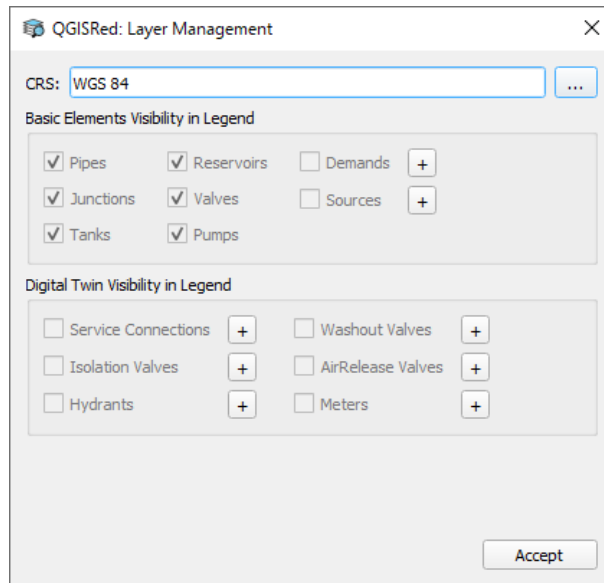 QGISRed: Layer Management
CRS: WGS 84 ...
Basic Elements Visibility in Legend
Pipes Reservoirs Demands +
Junctions Valves Sources +
Tanks Pumps
Digital Twin Visibility in Legend
Service Connections + Washout Valves +
Isolation Valves + AirRelease Valves +
Hydrants + Meters +
Accept